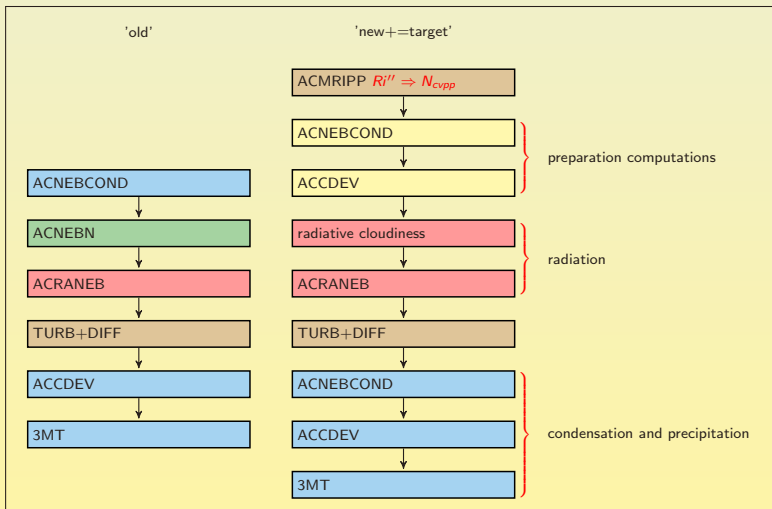 'old'
'new+=target'
ACMRIPP Ri'' ⇒ N_cvpp
ACNEBCOND
preparation computations
ACNEBCOND
ACCDEV
ACNEBN
radiative cloudiness
radiation
ACRANEB
ACRANEB
TURB+DIFF
TURB+DIFF
ACCDEV
ACNEBCOND
3MT
ACCDEV
condensation and precipitation
3MT